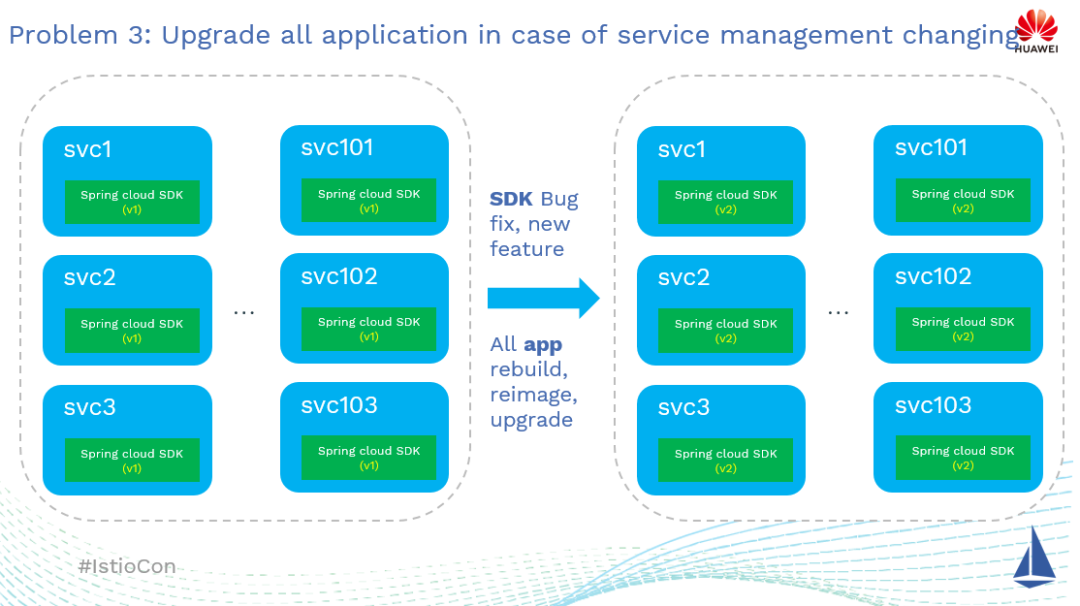 Problem 3: Upgrade all application in case of service management changing
HUAWEI
svc1
Spring cloud SDK
(v1)
svc101
Spring cloud SDK
(v1)
svc2
Spring cloud SDK
(v1)
...
svc102
Spring cloud SDK
(v1)
svc3
Spring cloud SDK
(v1)
svc103
Spring cloud SDK
(v1)
SDK Bug
fix, new
feature
All app
rebuild,
reimage,
upgrade
svc1
Spring cloud SDK
(v2)
svc101
Spring cloud SDK
(v2)
svc2
Spring cloud SDK
(v2)
...
svc102
Spring cloud SDK
(v2)
svc3
Spring cloud SDK
(v2)
svc103
Spring cloud SDK
(v2)
#IstioCon